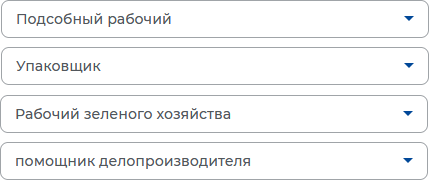 Подсобный рабочий
Упаковщик
Рабочий зеленого хозяйства
помощник делопроизводителя